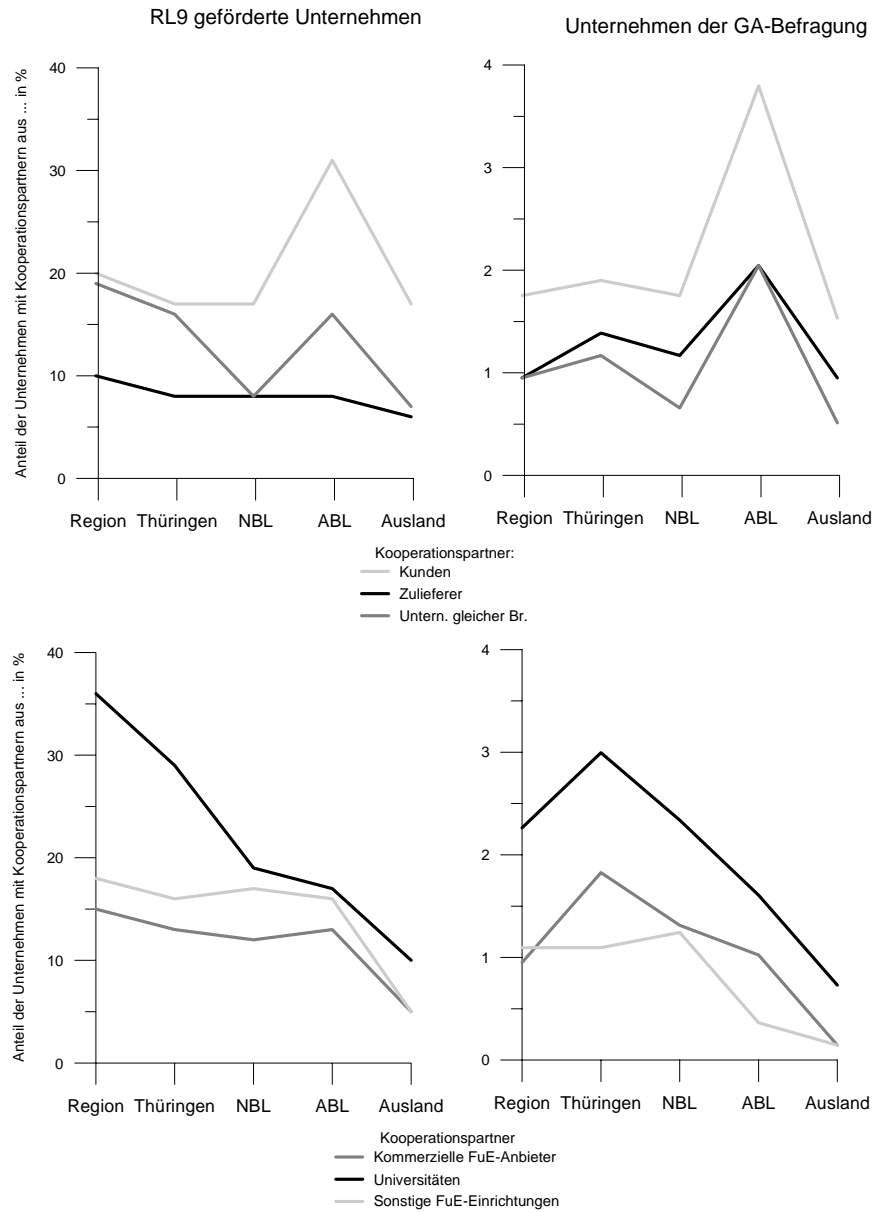 RL9 geförderte Unternehmen
Unternehmen der GA-Befragung
Anteil der Unternehmen mit Kooperationspartnern aus ... in %
40
30
20
10
0
Region Thüringen NBL ABL Ausland
4
3
2
1
0
Region Thüringen NBL ABL Ausland
Kooperationspartner:
Kunden
Zulieferer
Untern. gleicher Br.
Anteil der Unternehmen mit Kooperationspartnern aus ... in %
40
30
20
10
0
Region Thüringen NBL ABL Ausland
4
3
2
1
0
Region Thüringen NBL ABL Ausland
Kooperationspartner
Kommerzielle FuE-Anbieter
Universitäten
Sonstige FuE-Einrichtungen